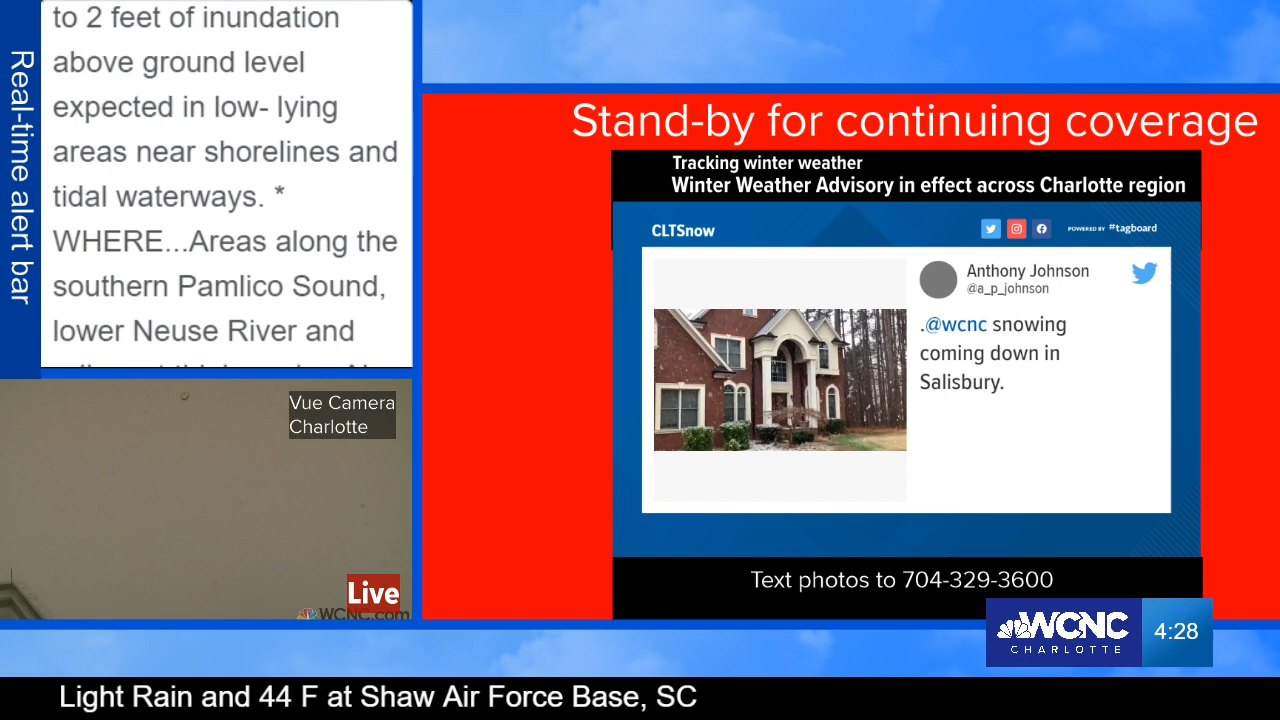 Real-time alert bar
to 2 feet of inundation
above ground level
expected in low- lying
areas near shorelines and
tidal waterways. *
WHERE...Areas along the
southern Pamlico Sound,
lower Neuse River and
Vue Camera
Charlotte
Live
WCNC.com
Stand-by for continuing coverage
Tracking winter weather
Winter Weather Advisory in effect across Charlotte region
CLTSnow
POWERED BY #tagboard
Anthony Johnson
@a_p_johnson
.@wcnc snowing
coming down in
Salisbury.
Text photos to 704-329-3600
WCNC
CHARLOTTE
4:28
Light Rain and 44 F at Shaw Air Force Base, SC